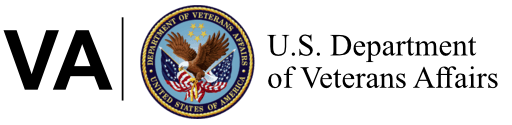 VA
DEPARTMENT OF VETERANS AFFAIRS
UNITED STATES OF AMERICA
U.S. Department
of Veterans Affairs